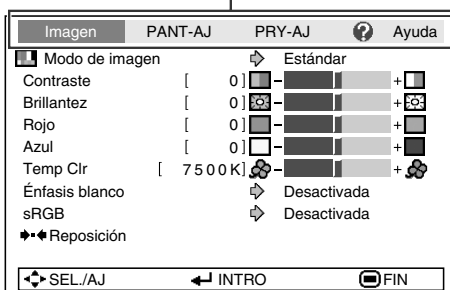 Imagen PANT-AJ PRY-AJ ? Ayuda
Modo de imagen Estándar
Contraste [ 0] - +
Brillantez [ 0] - +
Rojo [ 0] - +
Azul [ 0] - +
Temp Clr [ 7500K] - +
Énfasis blanco Desactivada
sRGB Desactivada
Reposición
SEL./AJ INTRO FIN